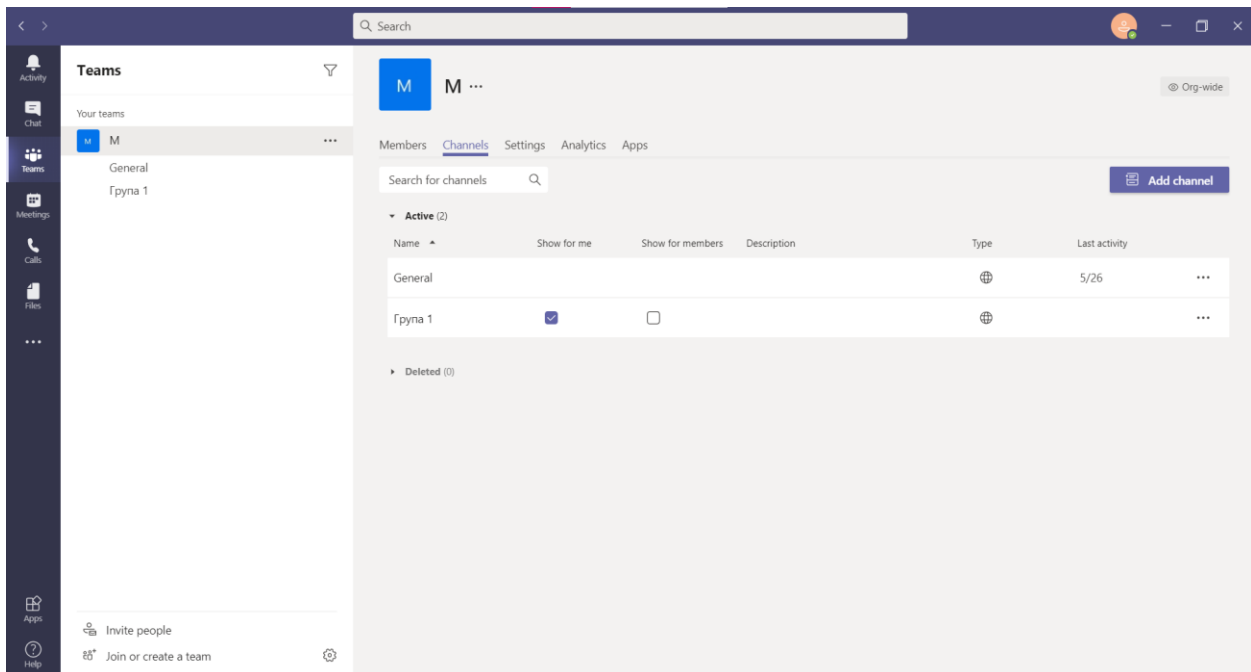 Search
Activity
Chat
Teams
Meetings
Calls
Files
Apps
Help
Teams
Your teams
M M
General
Група 1
Invite people
Join or create a team
M M
Org-wide
Members Channels Settings Analytics Apps
Search for channels
Add channel
Active (2)
Name Show for me Show for members Description Type Last activity
General 5/26
Група 1
Deleted (0)